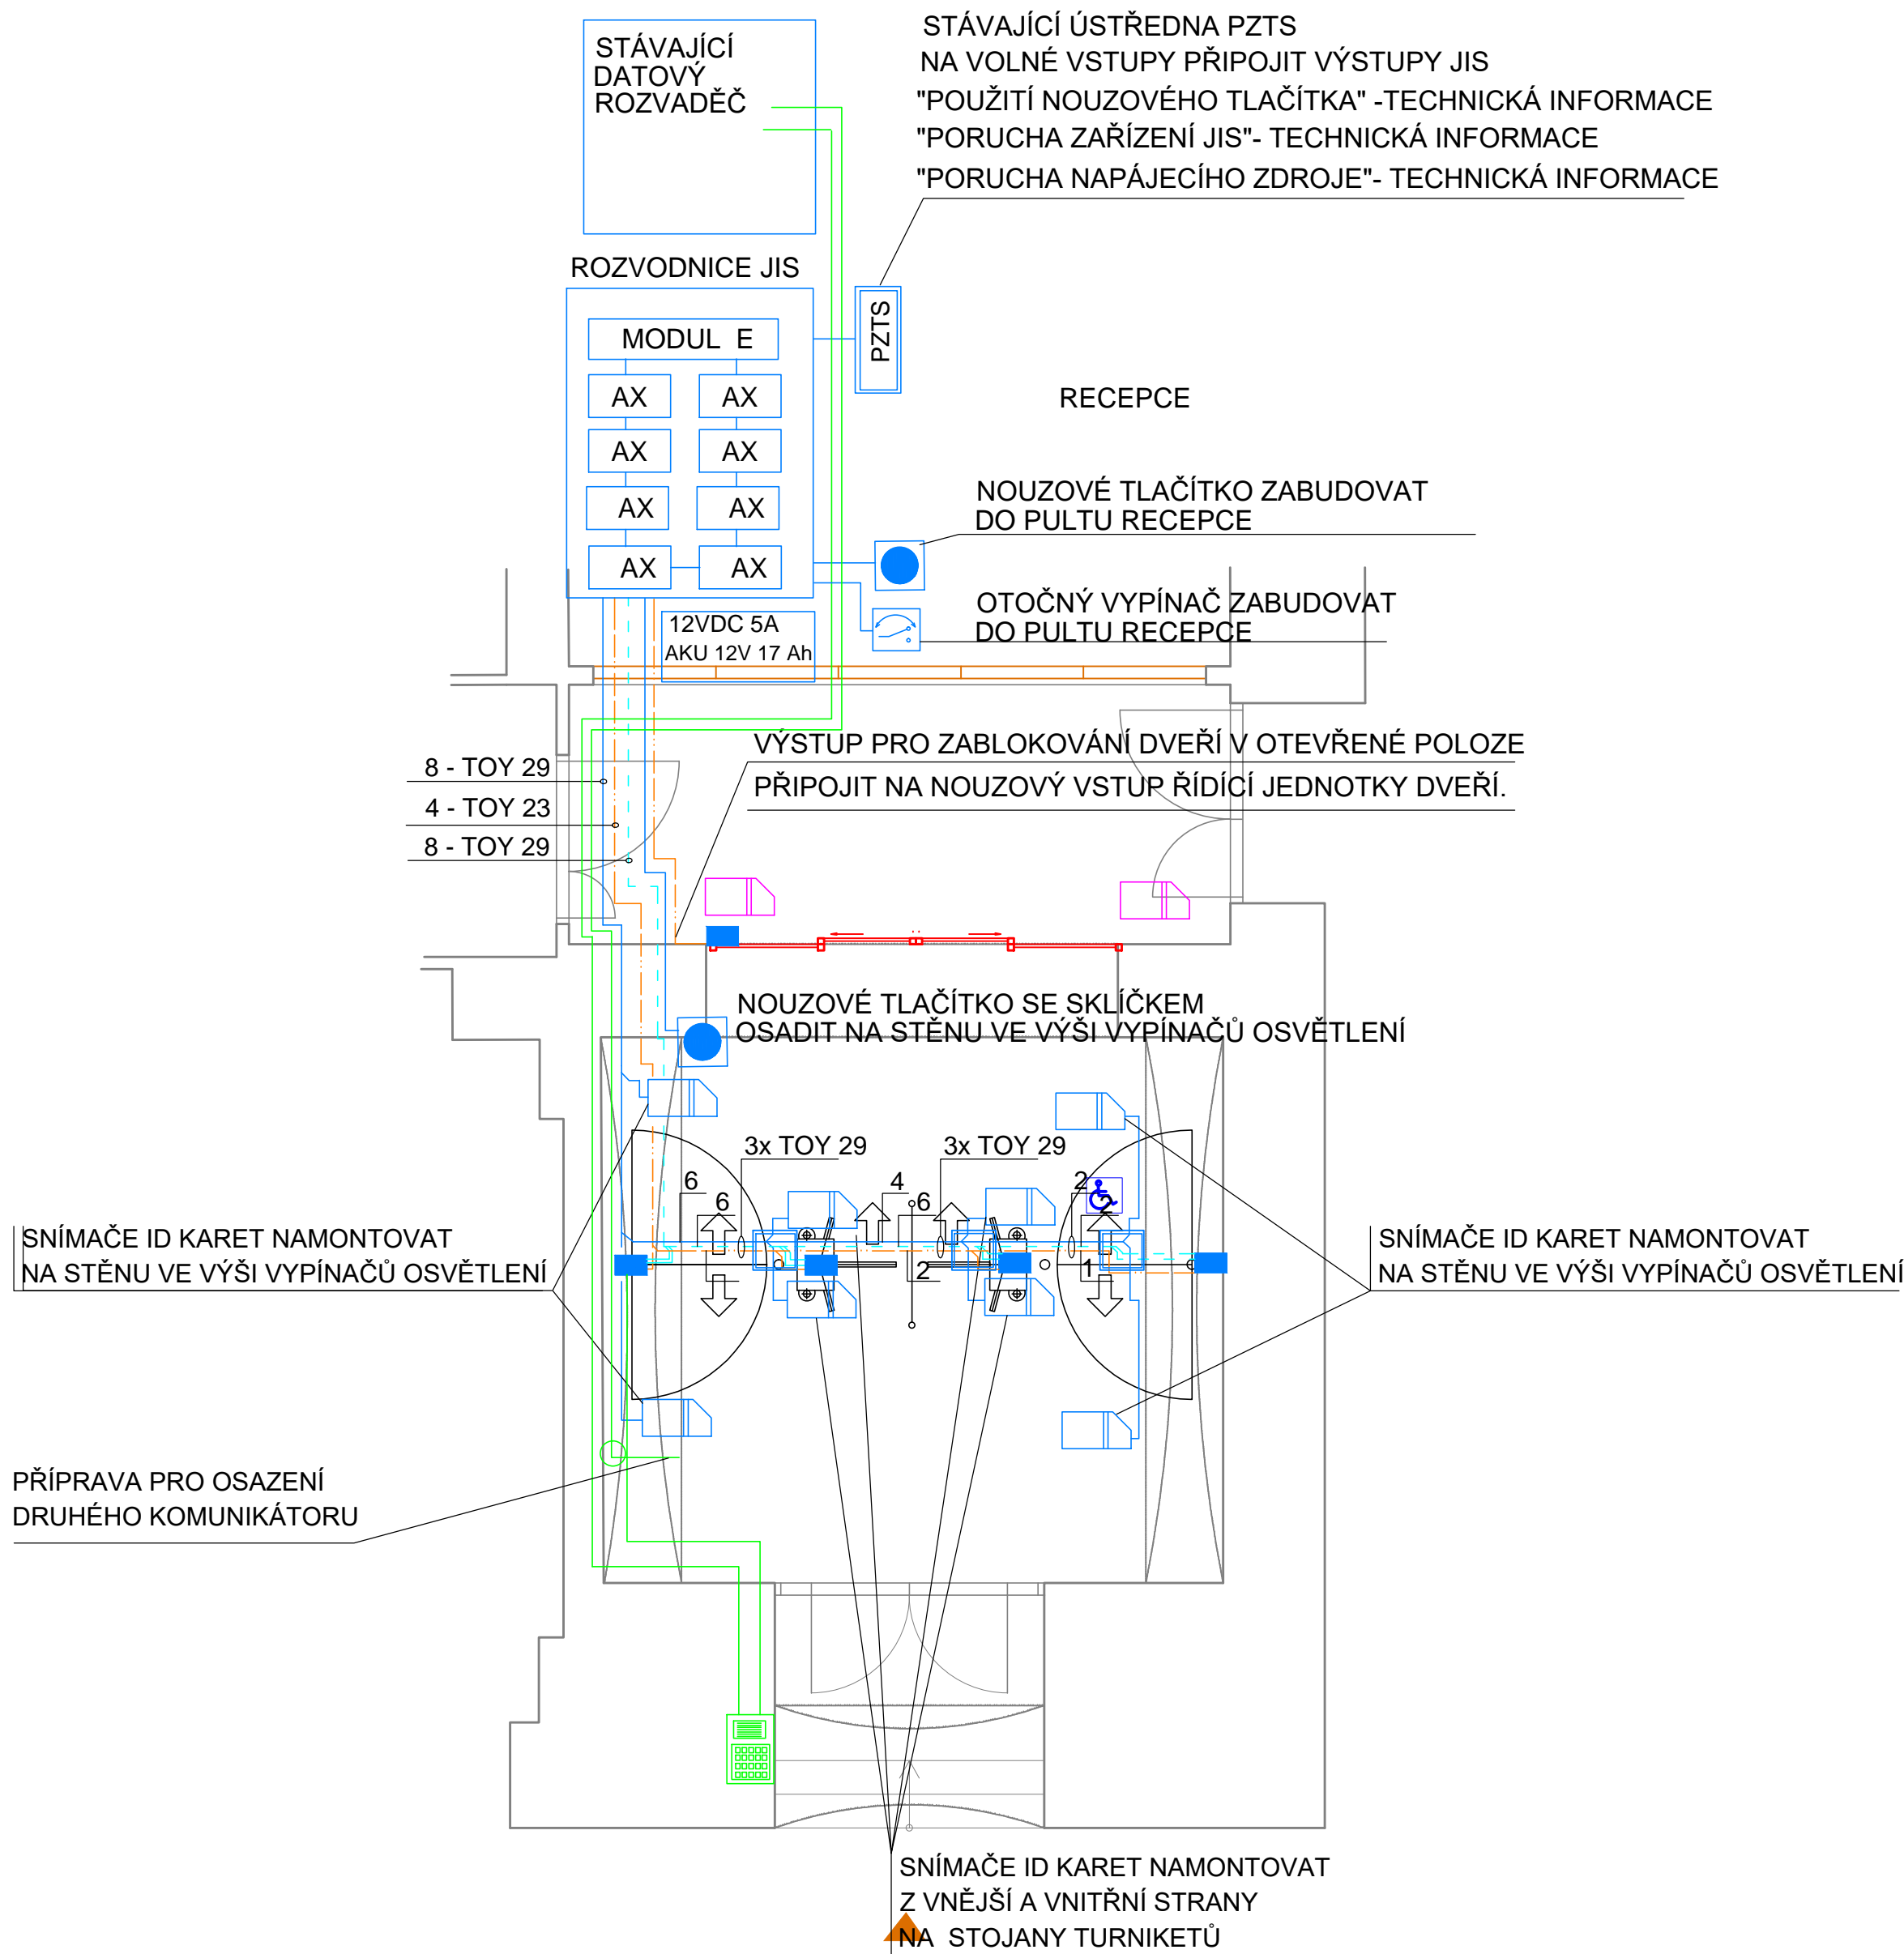 STÁVAJÍCÍ
DATOVÝ
ROZVADĚČ
STÁVAJÍCÍ ÚSTŘEDNA PZTS
NA VOLNÉ VSTUPY PŘIPOJIT VÝSTUPY JIS
"POUŽITÍ NOUZOVÉHO TLAČÍTKA" -TECHNICKÁ INFORMACE
"PORUCHA ZAŘÍZENÍ JIS"- TECHNICKÁ INFORMACE
"PORUCHA NAPÁJECÍHO ZDROJE"- TECHNICKÁ INFORMACE
ROZVODNICE JIS
MODUL E
PZTS
AX AX
AX AX
AX AX
AX AX
RECEPCE
NOUZOVÉ TLAČÍTKO ZABUDOVAT
DO PULTU RECEPCE
OTOČNÝ VYPÍNAČ ZABUDOVAT
DO PULTU RECEPCE
12VDC 5A
AKU 12V 17 Ah
VÝSTUP PRO ZABLOKOVÁNÍ DVEŘÍ V OTEVŘENÉ POLOZE
PŘIPOJIT NA NOUZOVÝ VSTUP ŘÍDÍCÍ JEDNOTKY DVEŘÍ.
8 - TOY 29
4 - TOY 23
8 - TOY 29
NOUZOVÉ TLAČÍTKO SE SKLÍČKEM
OSADIT NA STĚNU VE VÝŠI VYPÍNAČŮ OSVĚTLENÍ
3x TOY 29 3x TOY 29
6 4 2
6 6 2
2 1
SNÍMAČE ID KARET NAMONTOVAT
NA STĚNU VE VÝŠI VYPÍNAČŮ OSVĚTLENÍ
SNÍMAČE ID KARET NAMONTOVAT
NA STĚNU VE VÝŠI VYPÍNAČŮ OSVĚTLENÍ
PŘÍPRAVA PRO OSAZENÍ
DRUHÉHO KOMUNIKÁTORU
SNÍMAČE ID KARET NAMONTOVAT
Z VNĚJŠÍ A VNITŘNÍ STRANY
NA STOJANY TURNIKETŮ